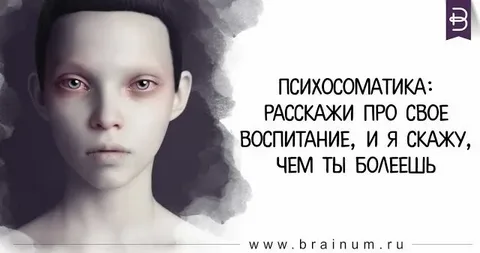 ПСИХОСОМАТИКА:
РАССКАЖИ ПРО СВОЕ
ВОСПИТАНИЕ, И Я СКАЖУ,
ЧЕМ ТЫ БОЛЕЕШЬ
www.brainum.ru